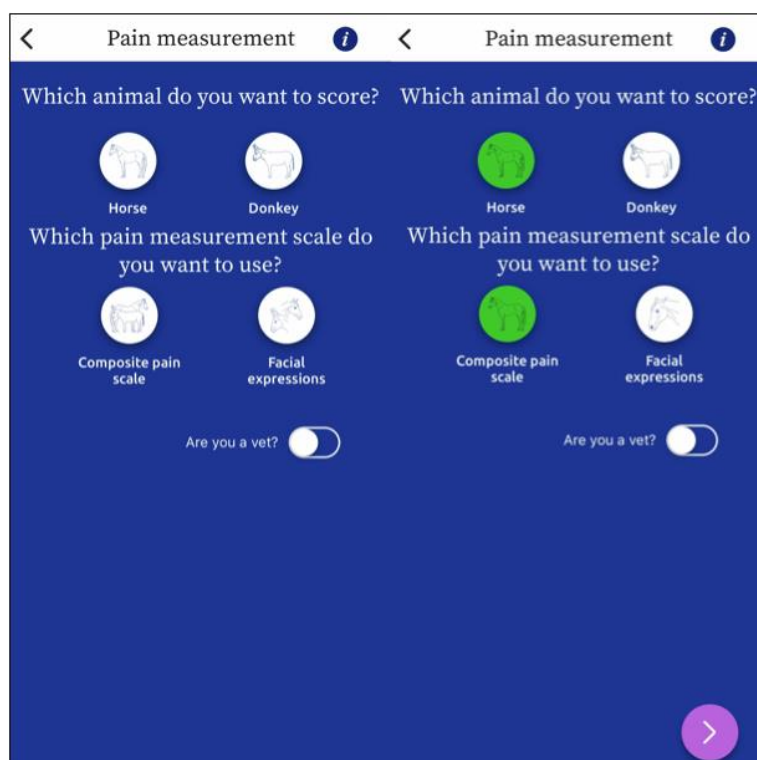 Pain measurement
i
Which animal do you want to score?
Horse
Donkey
Which pain measurement scale do
you want to use?
Composite pain
scale
Facial
expressions
Are you a vet?
Pain measurement
i
Which animal do you want to score?
Horse
Donkey
Which pain measurement scale do
you want to use?
Composite pain
scale
Facial
expressions
Are you a vet?